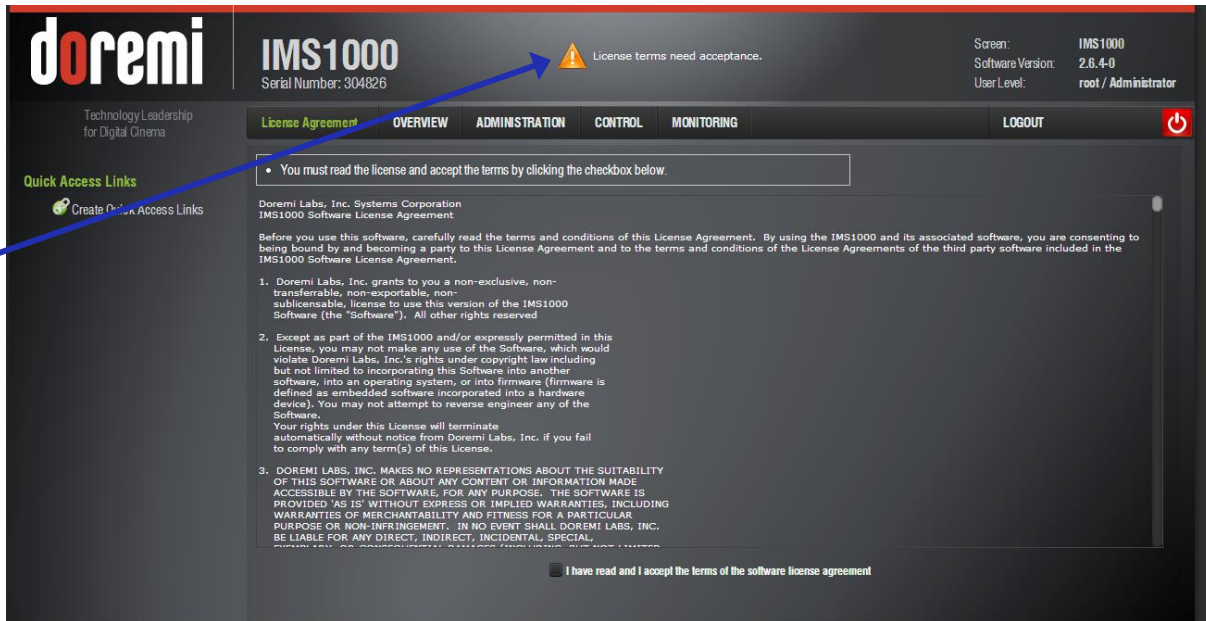 doremi
Technology Leadership
for Digital Cinema
IMS1000
Serial Number: 304826
License terms need acceptance.
Screen: IMS1000
Software Version: 2.6.4-0
User Level: root / Administrator
License Agreement OVERVIEW ADMINISTRATION CONTROL MONITORING LOGOUT
Quick Access Links
Create Quick Access Links
• You must read the license and accept the terms by clicking the checkbox below.
Doremi Labs, Inc. Systems Corporation
IMS1000 Software License Agreement
Before you use this software, carefully read the terms and conditions of this License Agreement. By using the IMS1000 and its associated software, you are consenting to
being bound by and becoming a party to this License Agreement and to the terms and conditions of the License Agreements of the third party software included in the
IMS1000 Software License Agreement.
1. Doremi Labs, Inc. grants to you a non-exclusive, non-
transferrable, non-exportable, non-
sublicensable, license to use this version of the IMS1000
Software (the "Software"). All other rights reserved
2. Except as part of the IMS1000 and/or expressly permitted in this
License, you may not make any use of the Software, which would
violate Doremi Labs, Inc.'s rights under copyright law including
but not limited to incorporating this Software into another
software, into an operating system, or into firmware (firmware is
defined as embedded software incorporated into a hardware
device). You may not attempt to reverse engineer any of the
Software.
Your rights under this License will terminate
automatically without notice from Doremi Labs, Inc. if you fail
to comply with any term(s) of this License.
3. DOREMI LABS, INC. MAKES NO REPRESENTATIONS ABOUT THE SUITABILITY
OF THIS SOFTWARE OR ABOUT ANY CONTENT OR INFORMATION MADE
ACCESSIBLE BY THE SOFTWARE, FOR ANY PURPOSE. THE SOFTWARE IS
PROVIDED 'AS IS' WITHOUT EXPRESS OR IMPLIED WARRANTIES, INCLUDING
WARRANTIES OF MERCHANTABILITY AND FITNESS FOR A PARTICULAR
PURPOSE OR NON-INFRINGEMENT. IN NO EVENT SHALL DOREMI LABS, INC.
BE LIABLE FOR ANY DIRECT, INDIRECT, INCIDENTAL, SPECIAL,
I have read and I accept the terms of the software license agreement